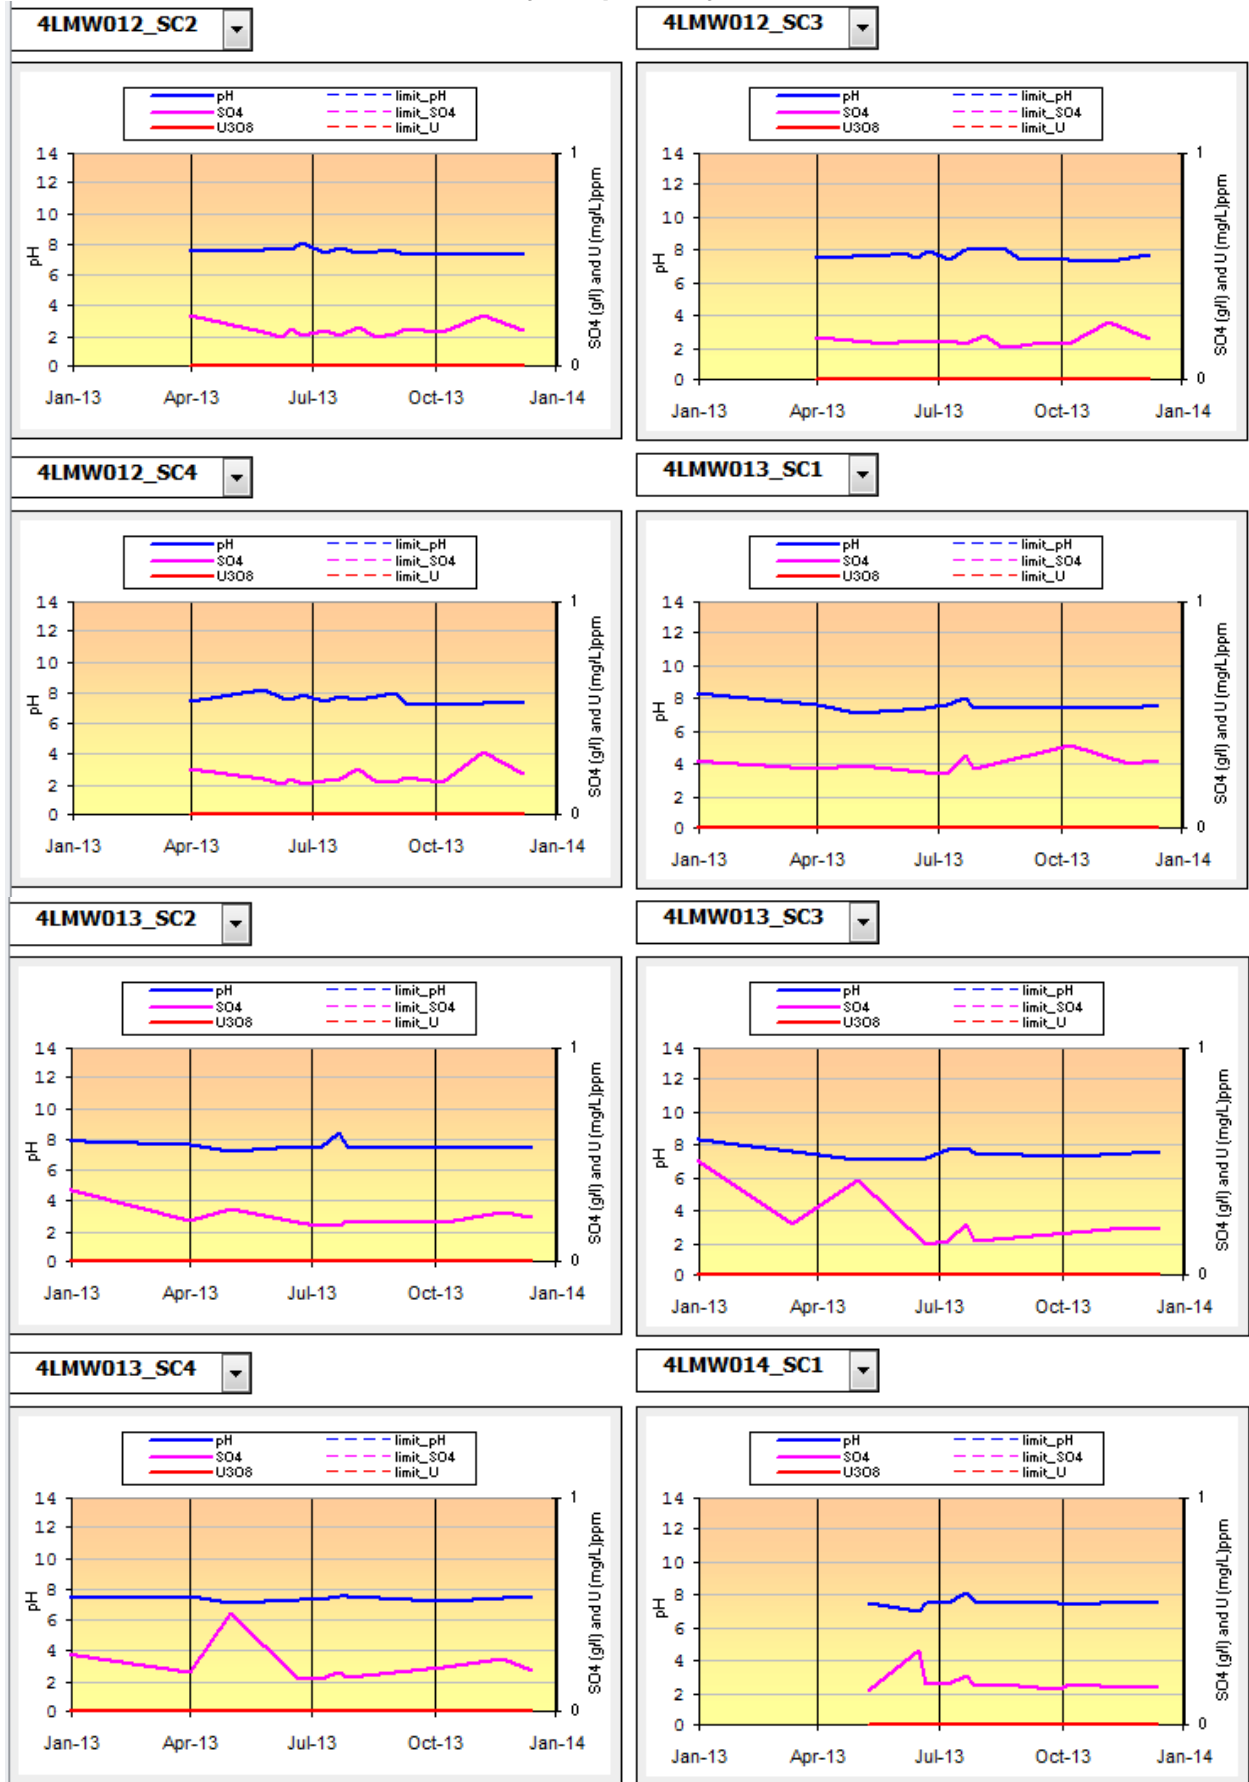 4LMW012_SC2
pH limit_pH
SO4 limit_SO4
U3O8 limit_U
14
12
10
8
6
4
2
0
pH
1
0
SO4 (g/l) and U (mg/L)ppm
Jan-13 Apr-13 Jul-13 Oct-13 Jan-14
4LMW012_SC3
pH limit_pH
SO4 limit_SO4
U3O8 limit_U
14
12
10
8
6
4
2
0
pH
1
0
SO4 (g/l) and U (mg/L)ppm
Jan-13 Apr-13 Jul-13 Oct-13 Jan-14
4LMW012_SC4
pH limit_pH
SO4 limit_SO4
U3O8 limit_U
14
12
10
8
6
4
2
0
pH
1
0
SO4 (g/l) and U (mg/L)ppm
Jan-13 Apr-13 Jul-13 Oct-13 Jan-14
4LMW013_SC1
pH limit_pH
SO4 limit_SO4
U3O8 limit_U
14
12
10
8
6
4
2
0
pH
1
0
SO4 (g/l) and U (mg/L)ppm
Jan-13 Apr-13 Jul-13 Oct-13 Jan-14
4LMW013_SC2
pH limit_pH
SO4 limit_SO4
U3O8 limit_U
14
12
10
8
6
4
2
0
pH
1
0
SO4 (g/l) and U (mg/L)ppm
Jan-13 Apr-13 Jul-13 Oct-13 Jan-14
4LMW013_SC3
pH limit_pH
SO4 limit_SO4
U3O8 limit_U
14
12
10
8
6
4
2
0
pH
1
0
SO4 (g/l) and U (mg/L)ppm
Jan-13 Apr-13 Jul-13 Oct-13 Jan-14
4LMW013_SC4
pH limit_pH
SO4 limit_SO4
U3O8 limit_U
14
12
10
8
6
4
2
0
pH
1
0
SO4 (g/l) and U (mg/L)ppm
Jan-13 Apr-13 Jul-13 Oct-13 Jan-14
4LMW014_SC1
pH limit_pH
SO4 limit_SO4
U3O8 limit_U
14
12
10
8
6
4
2
0
pH
1
0
SO4 (g/l) and U (mg/L)ppm
Jan-13 Apr-13 Jul-13 Oct-13 Jan-14